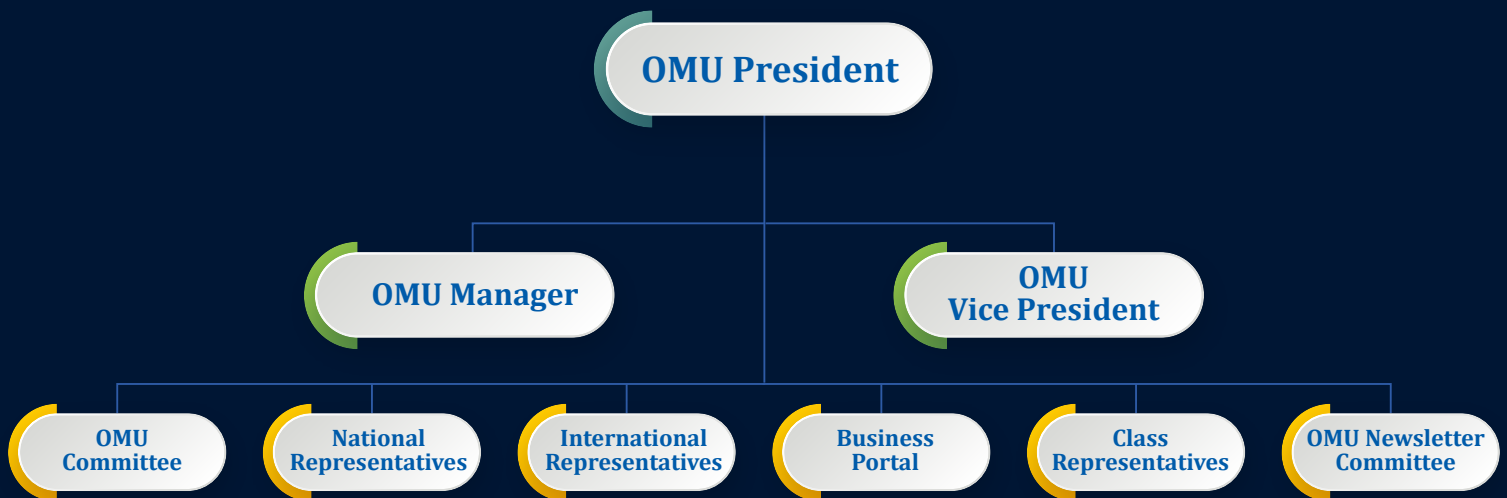 OMU President
OMU Manager
OMU
Vice President
OMU
Committee
National
Representatives
International
Representatives
Business
Portal
Class
Representatives
OMU Newsletter
Committee